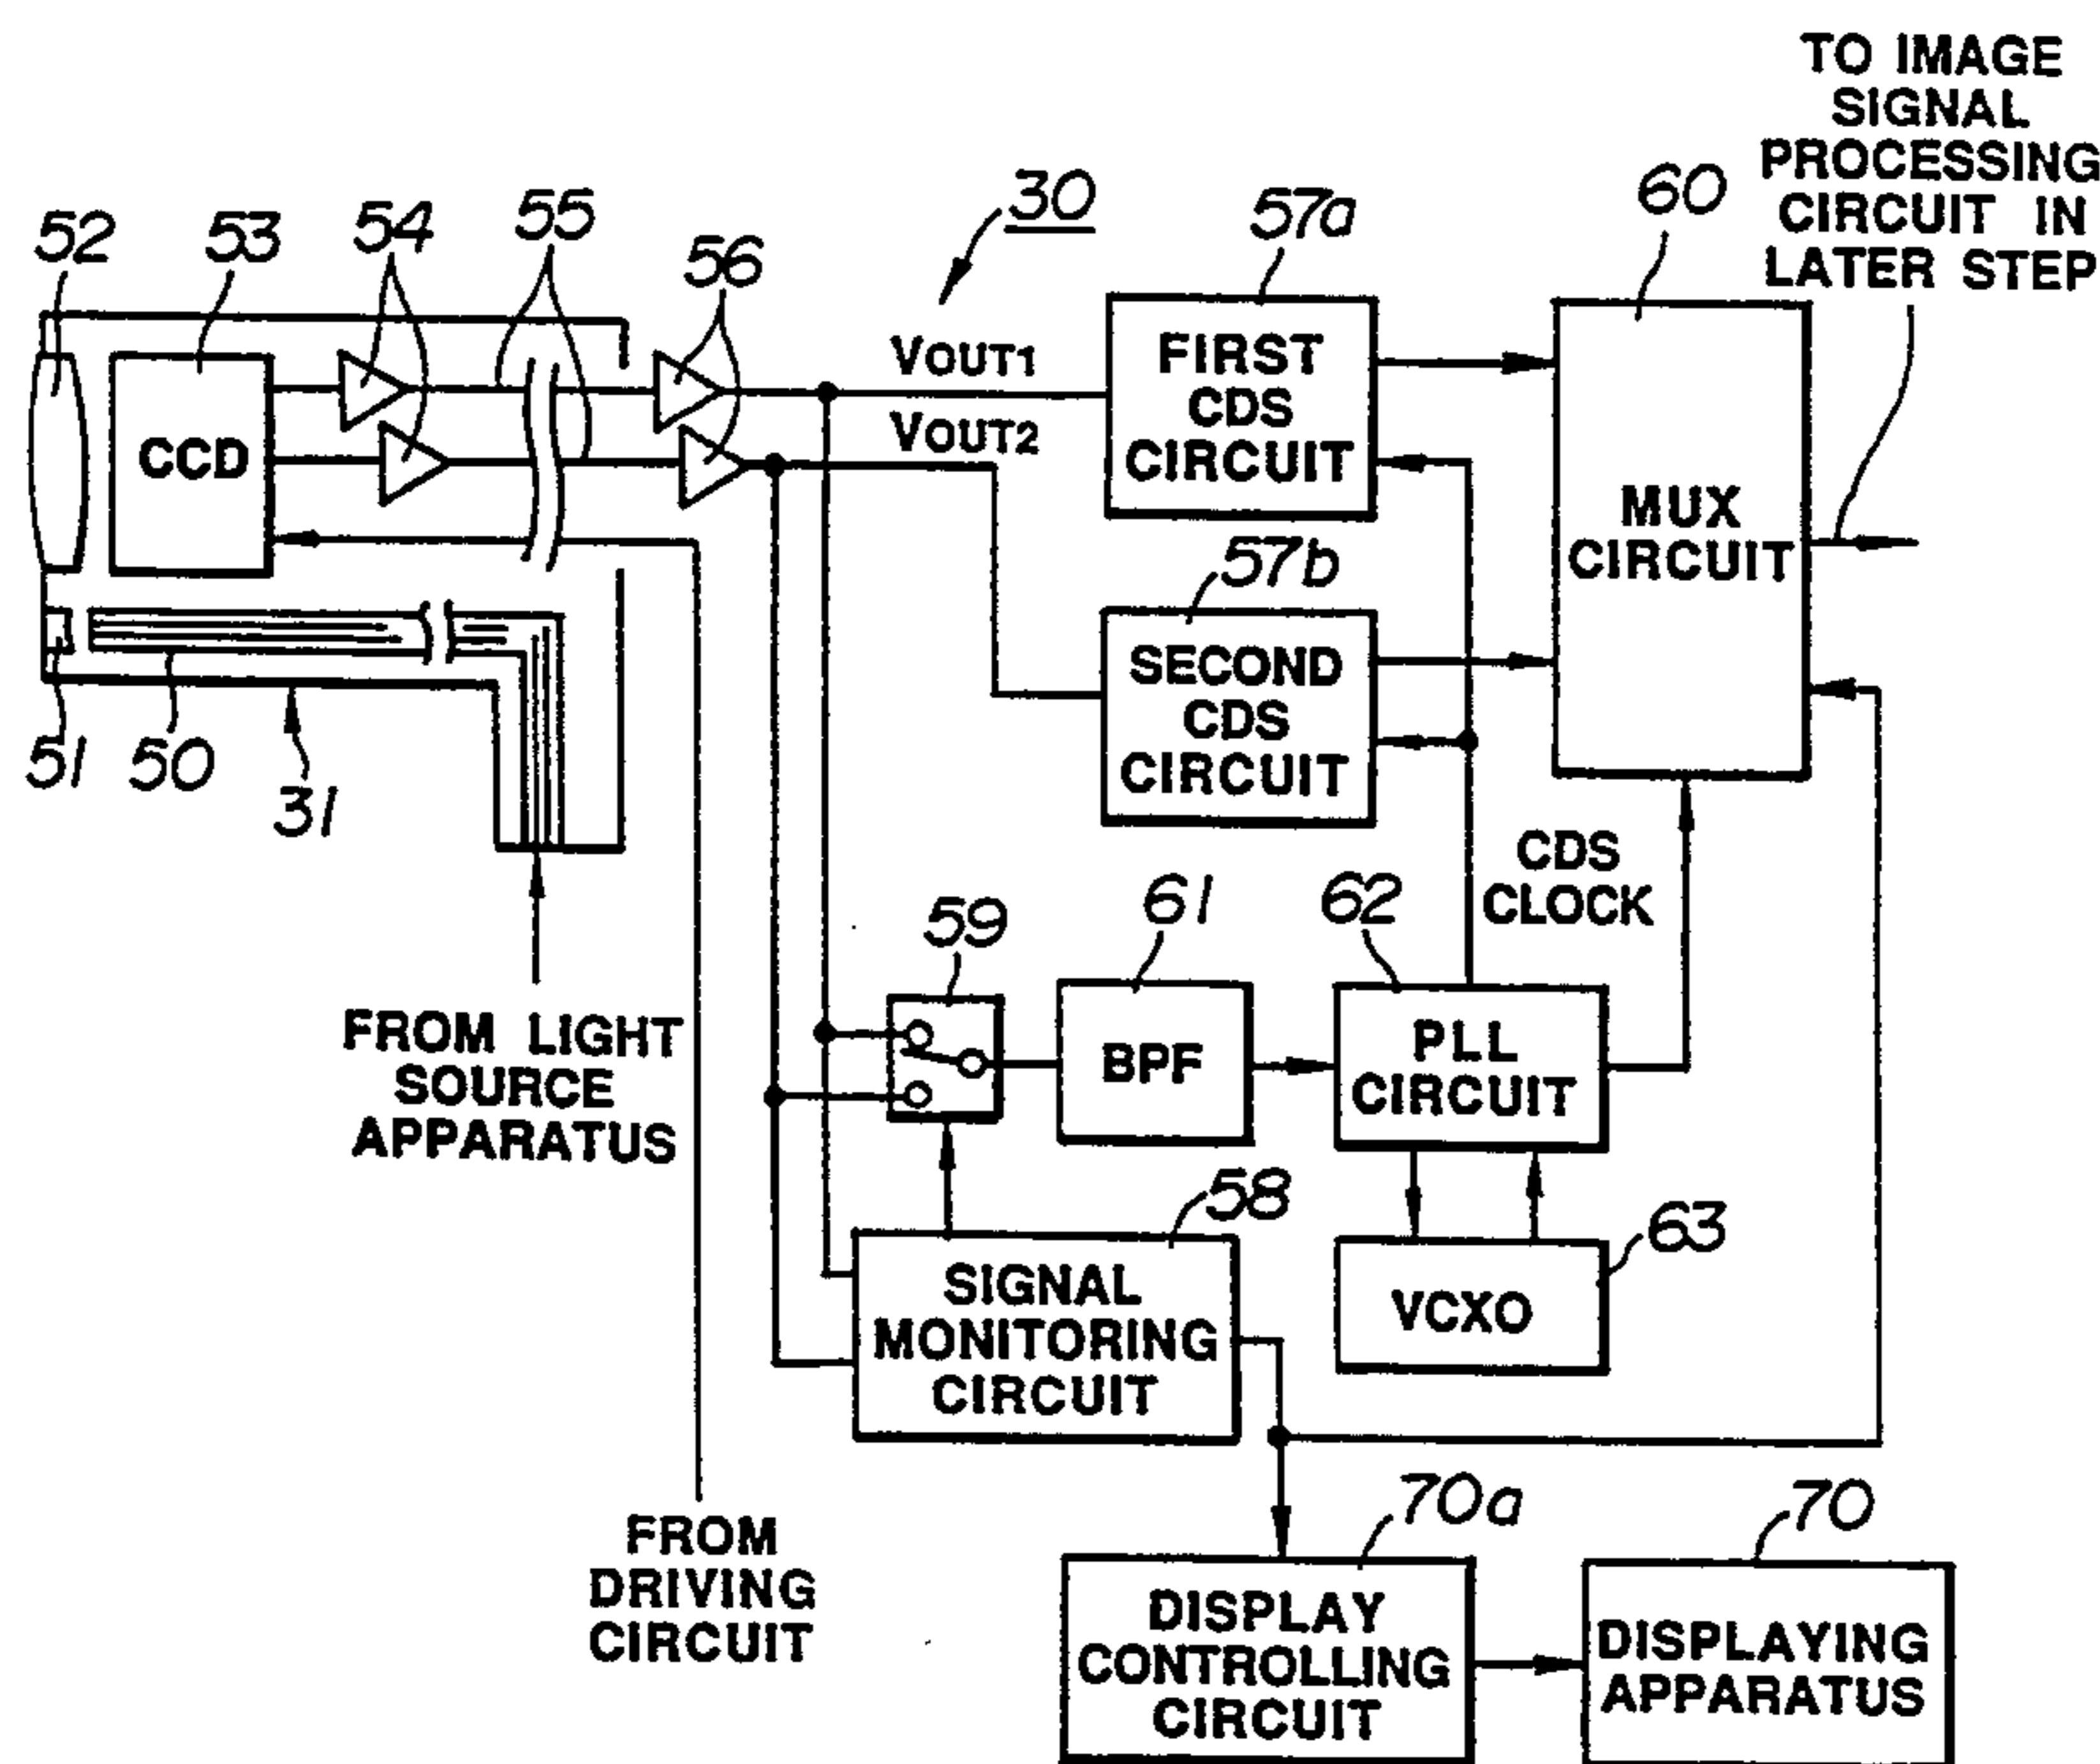 TO IMAGE
SIGNAL
PROCESSING
CIRCUIT IN
LATER STEP
52
53
54
55
56
30
57a
60
VOUT1
VOUT2
FIRST
CDS
CIRCUIT
CCD
MUX
CIRCUIT
57b
SECOND
CDS
CIRCUIT
51
50
31
CDS
CLOCK
59
61
62
FROM LIGHT
SOURCE
APPARATUS
BPF
PLL
CIRCUIT
58
63
SIGNAL
MONITORING
CIRCUIT
VCXO
FROM
DRIVING
CIRCUIT
70a
70
DISPLAY
CONTROLLING
CIRCUIT
DISPLAYING
APPARATUS